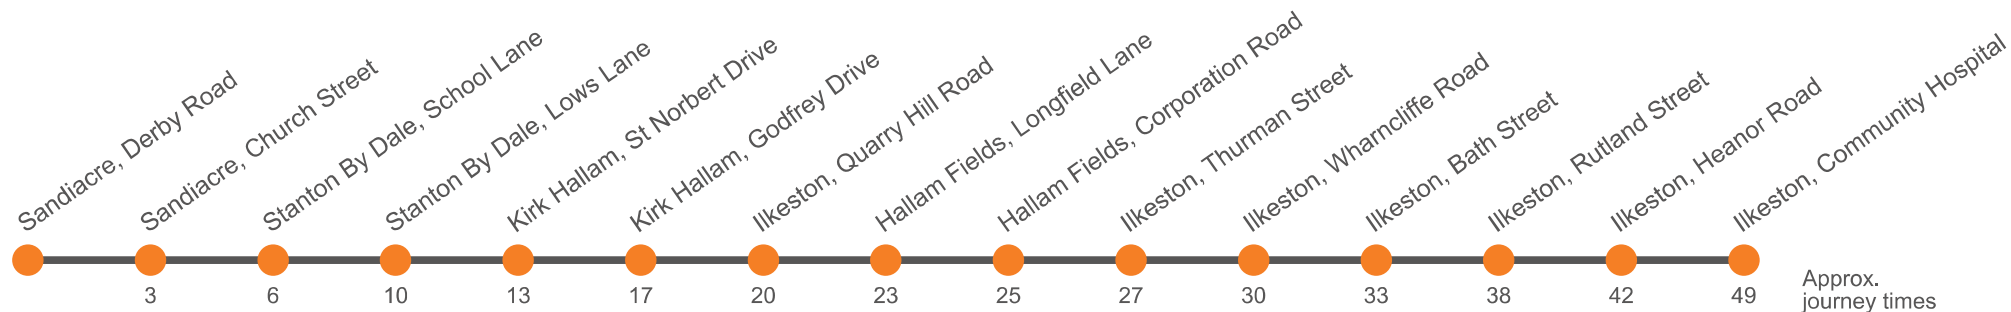 Sandiacre, Derby Road
Sandiacre, Church Street
Stanton By Dale, School Lane
Stanton By Dale, Lows Lane
Kirk Hallam, St Norbert Drive
Kirk Hallam, Godfrey Drive
Ilkeston, Quarry Hill Road
Hallam Fields, Longfield Lane
Hallam Fields, Corporation Road
Ilkeston, Thurman Street
Ilkeston, Wharncliffe Road
Ilkeston, Bath Street
Ilkeston, Rutland Street
Ilkeston, Heanor Road
Ilkeston, Community Hospital
3 6 10 13 17 20 23 25 27 30 33 38 42 49
Approx.
journey times